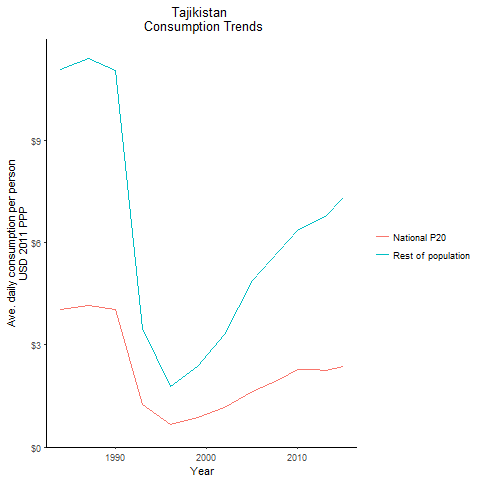 Tajikistan
Consumption Trends
Ave. daily consumption per person
USD 2011 PPP
$9
$6
$3
$0
1990
2000
2010
Year
National P20
Rest of population